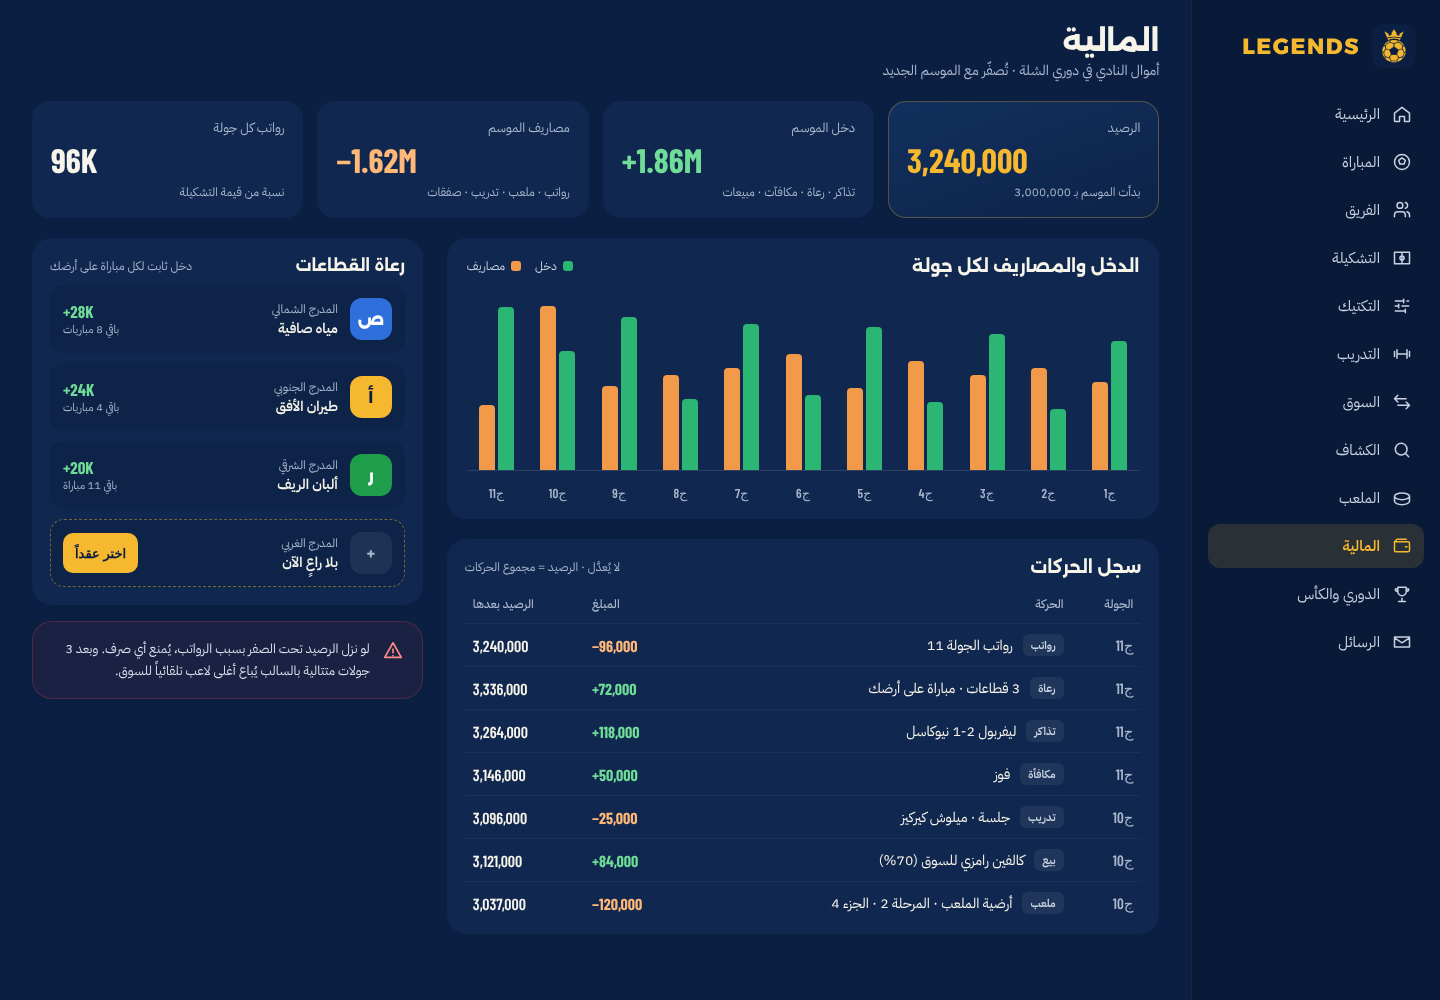 LEGENDS
الرئيسية
المباراة
الفريق
التشكيلة
التكتيك
التدريب
السوق
الكشاف
الملعب
المالية
الدوري والكأس
الرسائل
المالية
أموال النادي في دوري الشلة · تُصفّر مع الموسم الجديد
الرصيد
3,240,000
بدأت الموسم بـ 3,000,000
دخل الموسم
+1.86M
تذاكر · رعاة · مكافآت · مبيعات
مصاريف الموسم
−1.62M
رواتب · ملعب · تدريب · صفقات
رواتب كل جولة
96K
نسبة من قيمة التشكيلة
الدخل والمصاريف لكل جولة
دخل مصاريف
ج1 ج2 ج3 ج4 ج5 ج6 ج7 ج8 ج9 ج10 ج11
سجل الحركات
لا يُعدَّل · الرصيد = مجموع الحركات
الجولة الحركة المبلغ الرصيد بعدها
ج11 رواتب رواتب الجولة 11 −96,000 3,240,000
ج11 رعاة 3 قطاعات · مباراة على أرضك +72,000 3,336,000
ج11 تذاكر ليفربول 2-1 نيوكاسل +118,000 3,264,000
ج11 مكافأة فوز +50,000 3,146,000
ج10 تدريب جلسة · ميلوش كيركيز −25,000 3,096,000
ج10 بيع كالفين رامزي للسوق (70%) +84,000 3,121,000
ج10 ملعب أرضية الملعب · المرحلة 2 · الجزء 4 −120,000 3,037,000
رعاة القطاعات
دخل ثابت لكل مباراة على أرضك
ص
المدرج الشمالي
مياه صافية
+28K
باقي 8 مباريات
أ
المدرج الجنوبي
طيران الأفق
+24K
باقي 4 مباريات
ر
المدرج الشرقي
ألبان الريف
+20K
باقي 11 مباراة
+
المدرج الغربي
بلا راعٍ الآن
اختر عقداً
لو نزل الرصيد تحت الصفر بسبب الرواتب، يُمنع أي صرف. وبعد 3
جولات متتالية بالسالب يُباع أغلى لاعب تلقائياً للسوق.